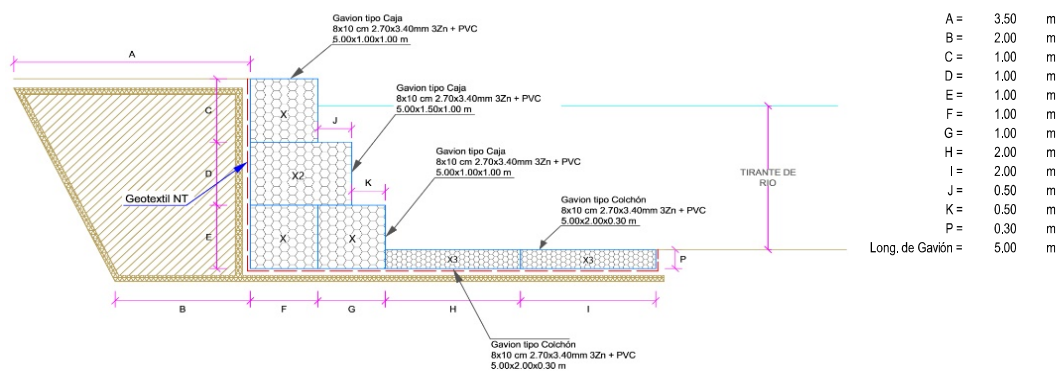 Gavion tipo Caja
8x10 cm 2.70x3.40mm 3Zn + PVC
5.00x1.00x1.00 m
A
Gavion tipo Caja
8x10 cm 2.70x3.40mm 3Zn + PVC
5.00x1.50x1.00 m
C
X
J
Gavion tipo Caja
8x10 cm 2.70x3.40mm 3Zn + PVC
5.00x1.00x1.00 m
D
X2
K
TIRANTE DE
RIO
Geotextil NT
Gavion tipo Colchón
8x10 cm 2.70x3.40mm 3Zn + PVC
5.00x2.00x0.30 m
E
X
X
X3
X3
P
B
F
G
H
I
Gavion tipo Colchón
8x10 cm 2.70x3.40mm 3Zn + PVC
5.00x2.00x0.30 m
A = 3.50 m
B = 2.00 m
C = 1.00 m
D = 1.00 m
E = 1.00 m
F = 1.00 m
G = 1.00 m
H = 2.00 m
I = 2.00 m
J = 0.50 m
K = 0.50 m
P = 0.30 m
Long. de Gavión = 5.00 m